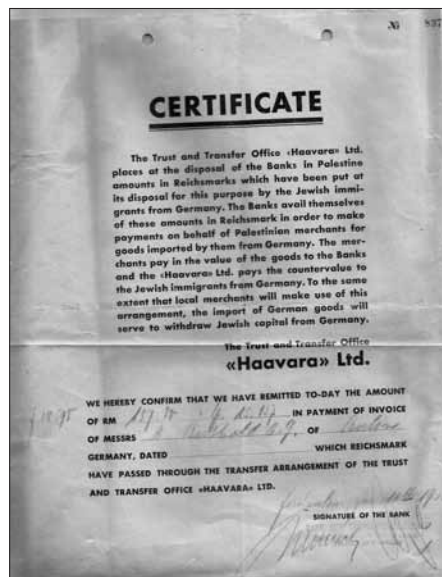 № 837
CERTIFICATE
The Trust and Transfer Office «Haavara» Ltd.
places at the disposal of the Banks in Palestine
amounts in Reichsmarks which have been put at
its disposal for this purpose by the Jewish immi-
grants from Germany. The Banks avail themselves
of these amounts in Reichsmark in order to make
payments on behalf of Palestinian merchants for
goods imported by them from Germany. The mer-
chants pay in the value of the goods to the Banks
and the «Haavara» Ltd. pays the countervalue to
the Jewish immigrants from Germany. To the same
extent that local merchants will make use of this
arrangement, the import of German goods will
serve to withdraw Jewish capital from Germany.
The Trust and Transfer Office
«Haavara» Ltd.
WE HEREBY CONFIRM THAT WE HAVE REMITTED TO-DAY THE AMOUNT
OF RM IN PAYMENT OF INVOICE
OF MESSRS OF
GERMANY, DATED WHICH REICHSMARK
HAVE PASSED THROUGH THE TRANSFER ARRANGEMENT OF THE TRUST
AND TRANSFER OFFICE «HAAVARA» LTD.
SIGNATURE OF THE BANK